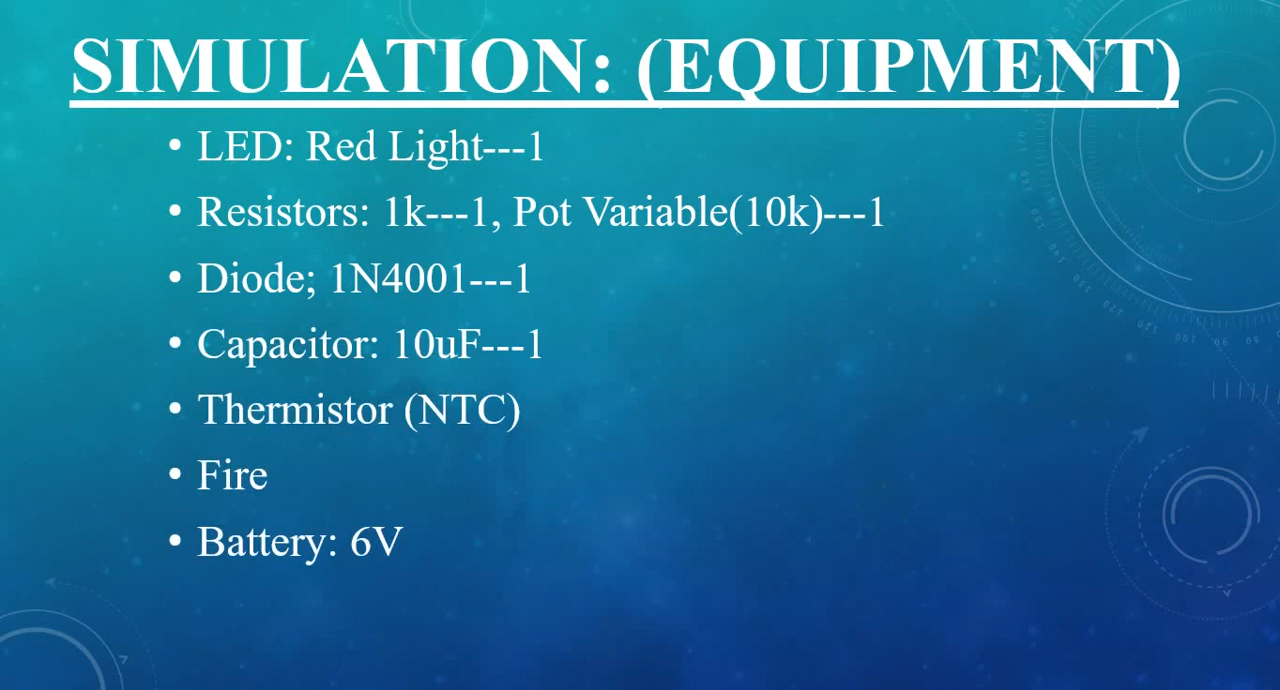 SIMULATION: (EQUIPMENT)
• LED: Red Light---1
• Resistors: 1k---1, Pot Variable(10k)---1
• Diode; 1N4001---1
• Capacitor: 10uF---1
• Thermistor (NTC)
• Fire
• Battery: 6V